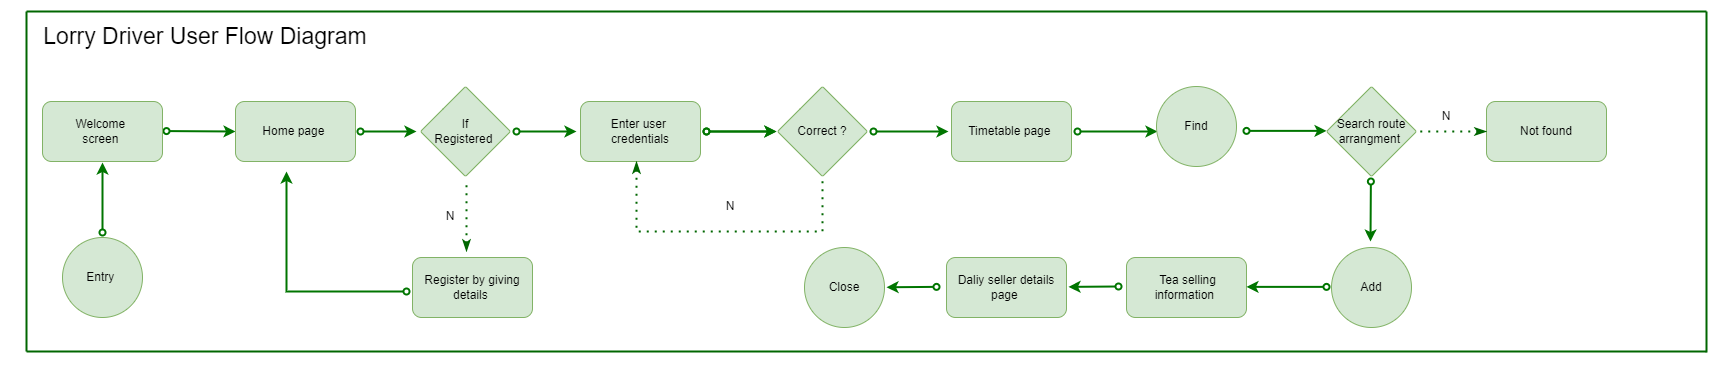 Lorry Driver User Flow Diagram
Welcome
screen
Home page
If
Registered
Enter user
credentials
Correct ?
Timetable page
Find
Search route
arrangment
N
Not found
N
N
Entry
Register by giving
details
Close
Daliy seller details
page
Tea selling
information
Add